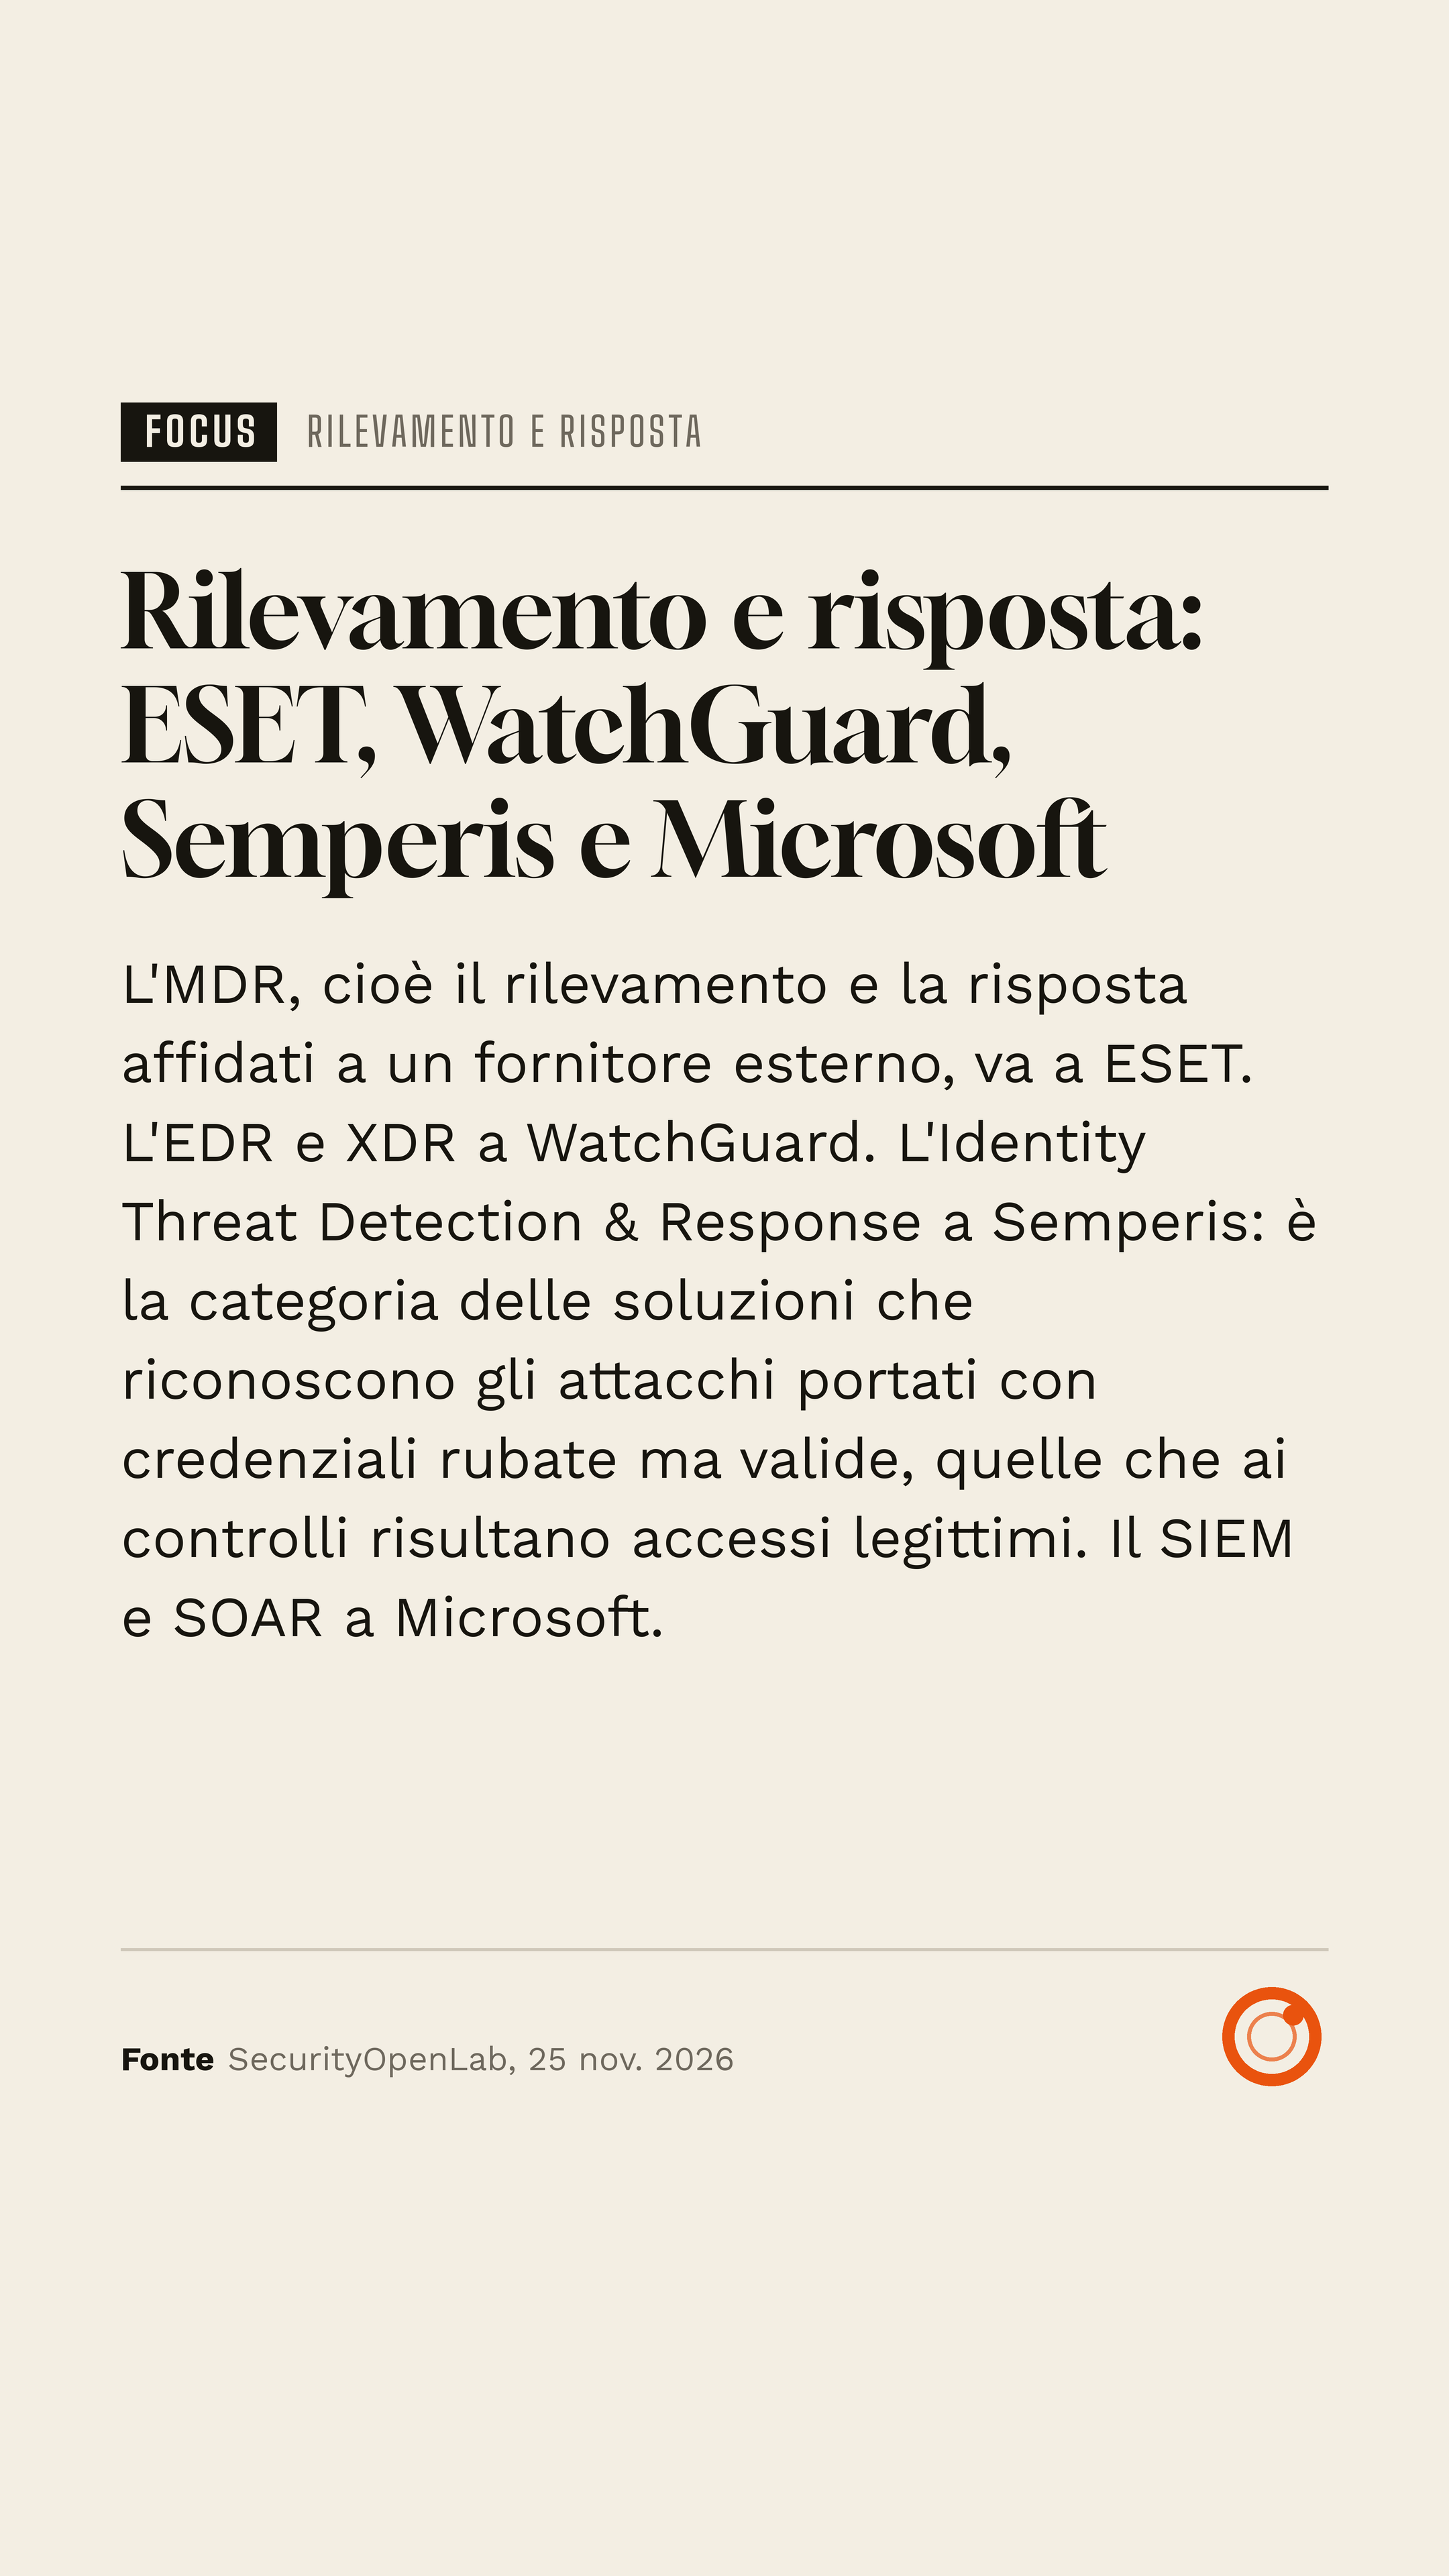 FOCUS RILEVAMENTO E RISPOSTA
Rilevamento e risposta:
ESET, WatchGuard,
Semperis e Microsoft
L'MDR, cioè il rilevamento e la risposta
affidati a un fornitore esterno, va a ESET.
L'EDR e XDR a WatchGuard. L'Identity
Threat Detection & Response a Semperis: è
la categoria delle soluzioni che
riconoscono gli attacchi portati con
credenziali rubate ma valide, quelle che ai
controlli risultano accessi legittimi. Il SIEM
e SOAR a Microsoft.
Fonte SecurityOpenLab, 25 nov. 2026